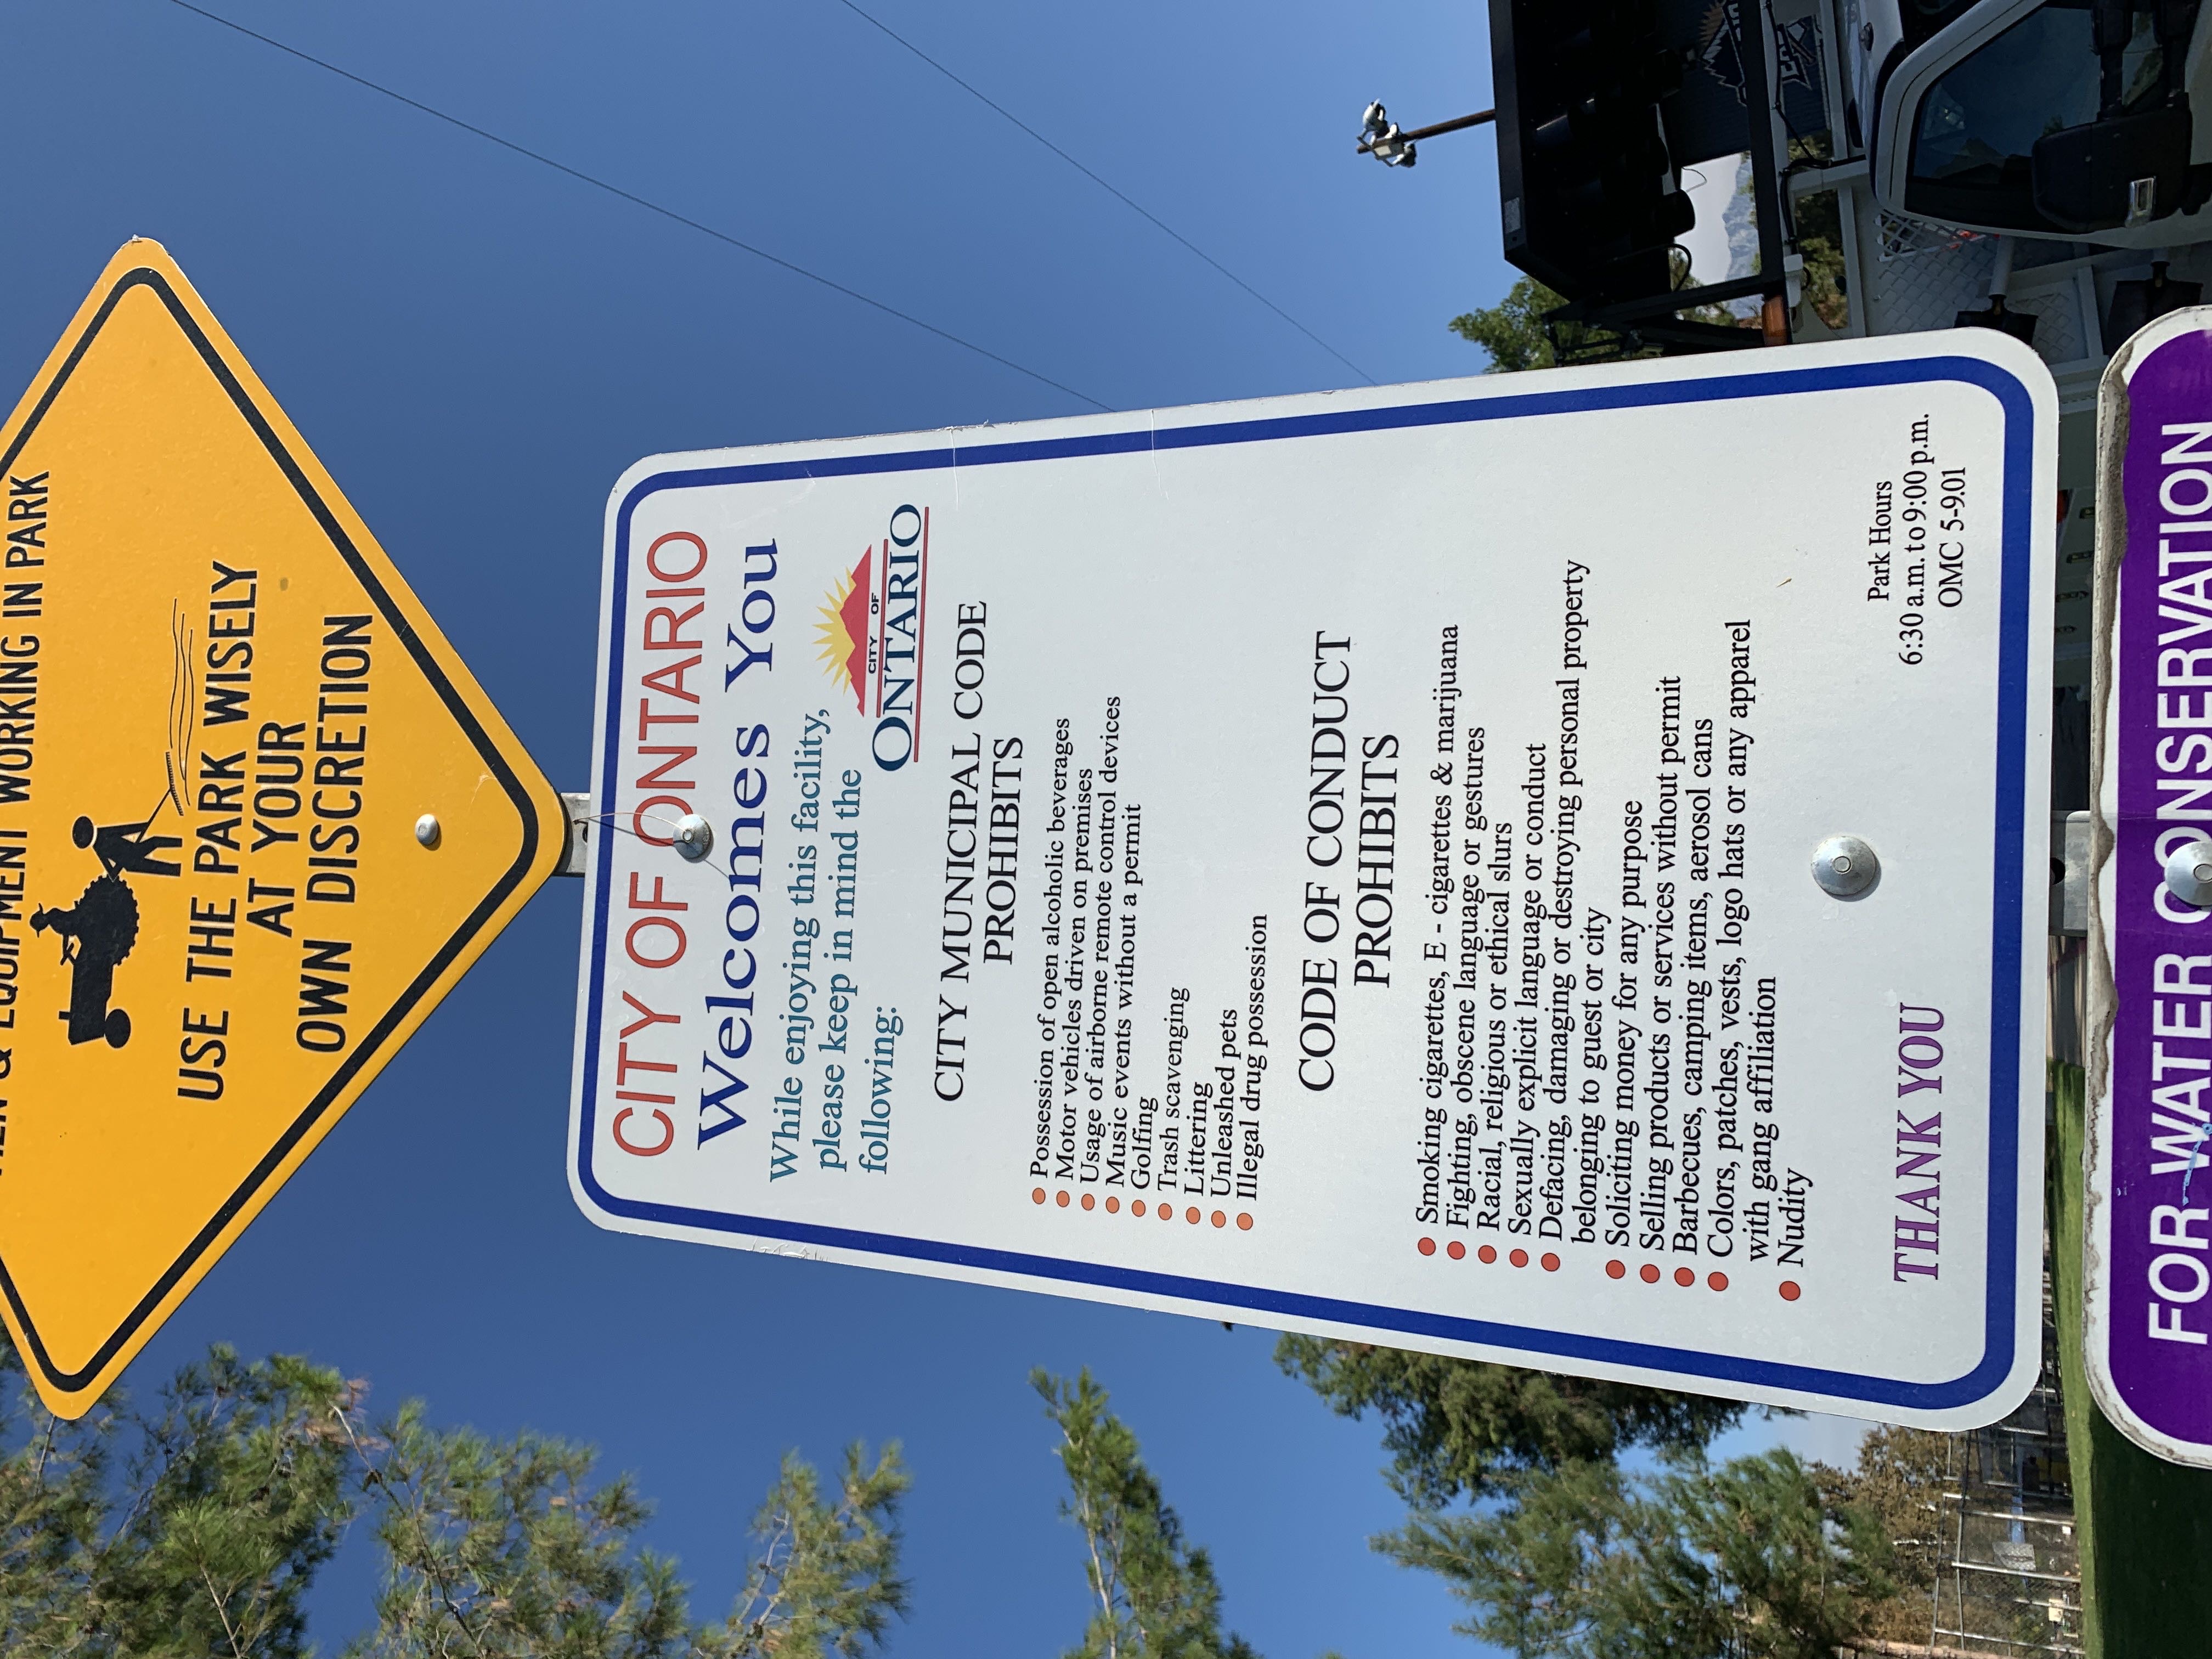 & EQUIPMENT WORKING IN PARK
USE THE PARK WISELY
AT YOUR
OWN DISCRETION
CITY OF ONTARIO
Welcomes You
While enjoying this facility,
please keep in mind the
following:
CITY OF
ONTARIO
CITY MUNICIPAL CODE
PROHIBITS
Possession of open alcoholic beverages
Motor vehicles driven on premises
Usage of airborne remote control devices
Music events without a permit
Golfing
Trash scavenging
Littering
Unleashed pets
Illegal drug possession
CODE OF CONDUCT
PROHIBITS
Smoking cigarettes, E - cigarettes & marijuana
Fighting, obscene language or gestures
Racial, religious or ethical slurs
Sexually explicit language or conduct
Defacing, damaging or destroying personal property
belonging to guest or city
Soliciting money for any purpose
Selling products or services without permit
Barbecues, camping items, aerosol cans
Colors, patches, vests, logo hats or any apparel
with gang affiliation
Nudity
Park Hours
6:30 a.m. to 9:00 p.m.
OMC 5-9.01
THANK YOU
FOR WATER CONSERVATION